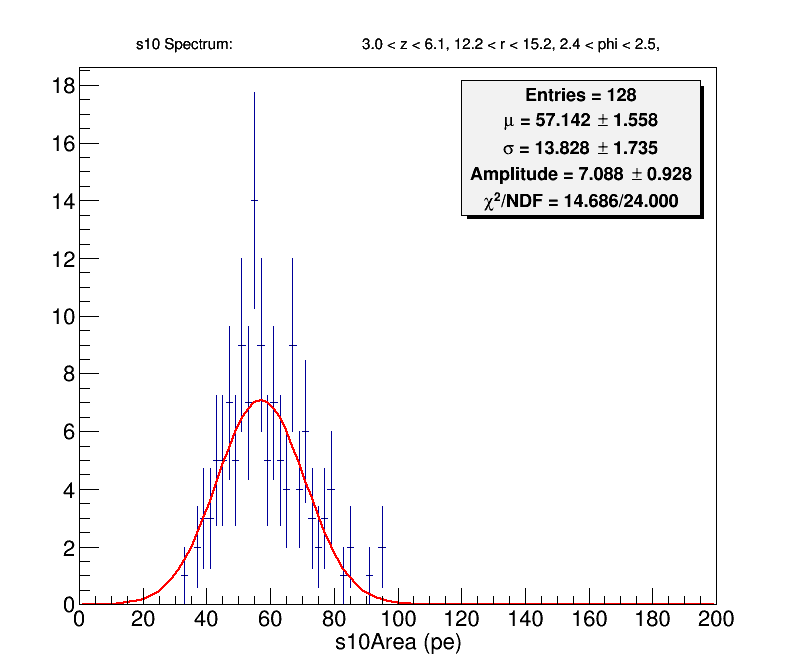 s10 Spectrum: 3.0 < z < 6.1, 12.2 < r < 15.2, 2.4 < phi < 2.5,
Entries = 128
μ = 57.142 ± 1.558
σ = 13.828 ± 1.735
Amplitude = 7.088 ± 0.928
χ²/NDF = 14.686/24.000
18
16
14
12
10
8
6
4
2
0
0 20 40 60 80 100 120 140 160 180 200
s10Area (pe)